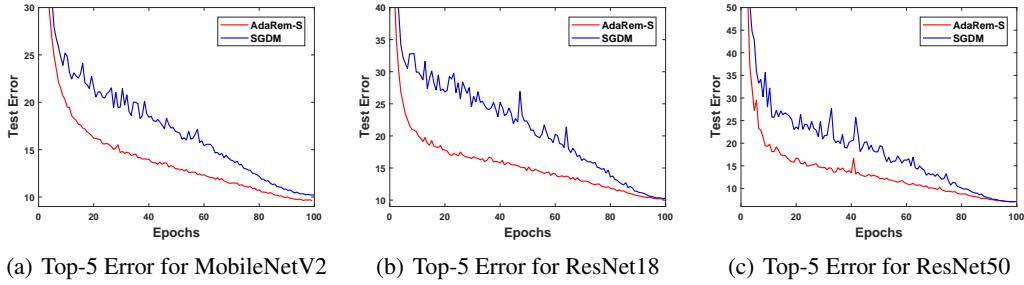 30
25
20
15
10
Test Error
0
20
40
60
80
100
Epochs
AdaRem-S
SGDM
40
35
30
25
20
15
10
Test Error
0
20
40
60
80
100
Epochs
AdaRem-S
SGDM
50
45
40
35
30
25
20
15
10
Test Error
0
20
40
60
80
100
Epochs
AdaRem-S
SGDM
(a) Top-5 Error for MobileNetV2
(b) Top-5 Error for ResNet18
(c) Top-5 Error for ResNet50